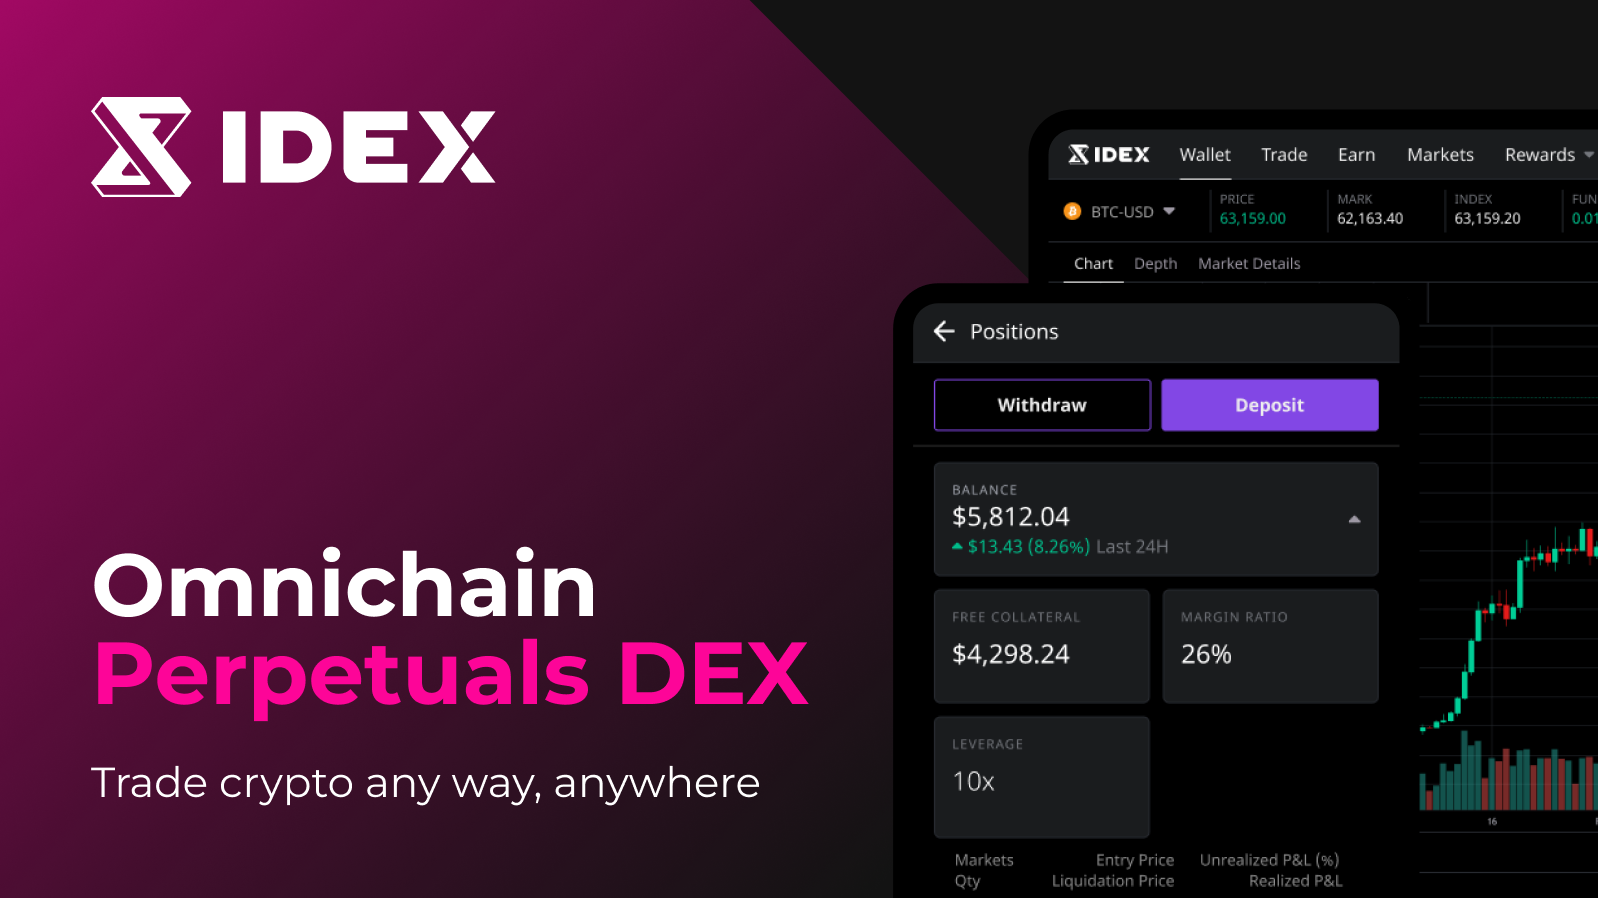 IDEX
Omnichain
Perpetuals DEX
Trade crypto any way, anywhere
IDEX Wallet Trade Earn Markets Rewards
BTC-USD
PRICE
63,159.00
MARK
62,163.40
INDEX
63,159.20
FUN
0.01
Chart Depth Market Details
Positions
Withdraw Deposit
BALANCE
$5,812.04
$13.43 (8.26%) Last 24H
FREE COLLATERAL
$4,298.24
MARGIN RATIO
26%
LEVERAGE
10x
Markets Entry Price Unrealized P&L (%)
Qty Liquidation Price Realized P&L
16